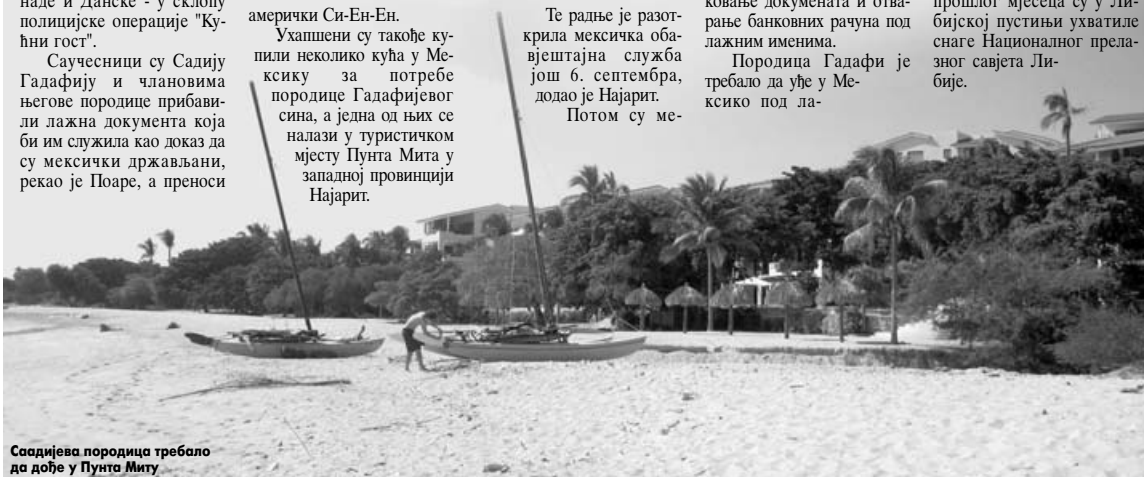 наде и Данске - у склопу
полицијске операције "Ку-
ћни гост".
Саучесници су Садију
Гадафију и члановима
његове породице прибави-
ли лажна документа која
би им служила као доказ да
су мексички држављани,
рекао је Поаре, а преноси
амерички Си-Ен-Ен.
Ухапшени су такође ку-
пили неколико кућа у Ме-
ксику за потребе
породице Гадафијевог
сина, а једна од њих се
налази у туристичком
мјесту Пунта Мита у
западној провинцији
Најарит.
Те радње је разот-
крила мексичка оба-
вјештајна служба
још 6. септембра,
додао је Најарит.
Потом су ме-
ковање докумената и отва-
рање банковних рачуна под
лажним именима.
Породица Гадафи је
требало да уђе у Ме-
ксико под ла-
прошлог мјесеца су у Ли-
бијској пустињи ухватиле
снаге Националног прела-
зног савјета Ли-
бије.
Саадијева породица требало
да дође у Пунта Миту